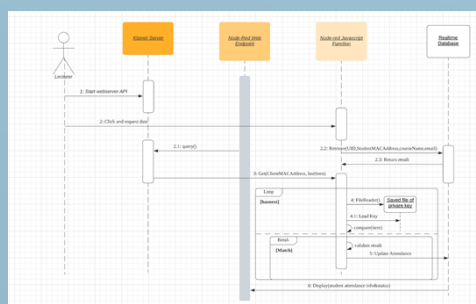 Kismet Server
Node-Red Web
Endpoint
Node-red Javascript
Function
Realtime
Database
Lecturer
1: Start webserver API
2: Click and request link
2.1: query()
2.2: Retrieve(UID,StudentMACAddress,courseName,email)
2.3: Return result
3: Get(ClientMACAddress, lastSeen)
Loop
4: FileReader()
Saved file of
private key
4.1: Load Key
compare(item)
Break
[Match]
validate result
5: Update Attendance
6: Display(student attendance info&status)